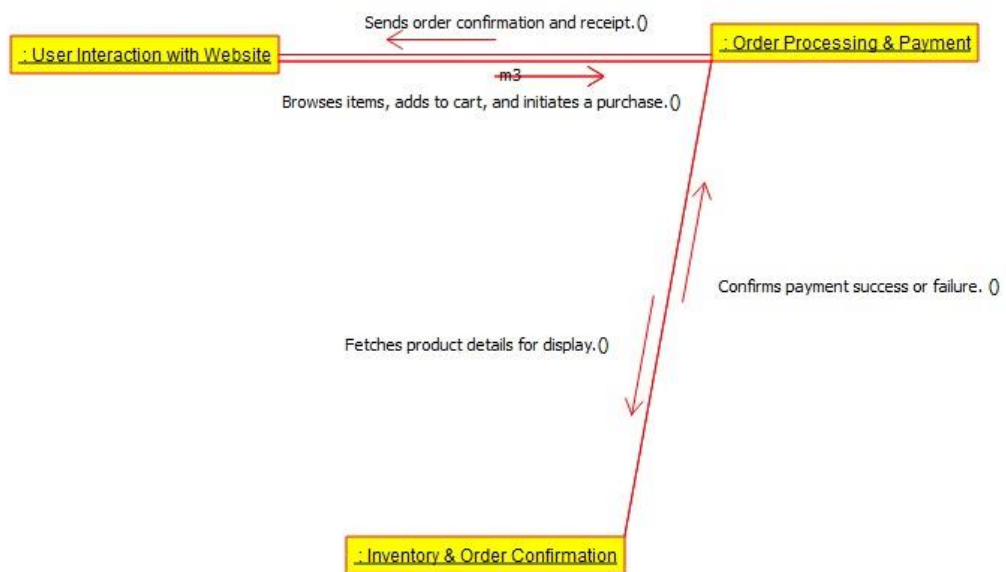 Sends order confirmation and receipt.()
: User Interaction with Website
: Order Processing & Payment
m3
Browses items, adds to cart, and initiates a purchase.()
Confirms payment success or failure. ()
Fetches product details for display.()
: Inventory & Order Confirmation